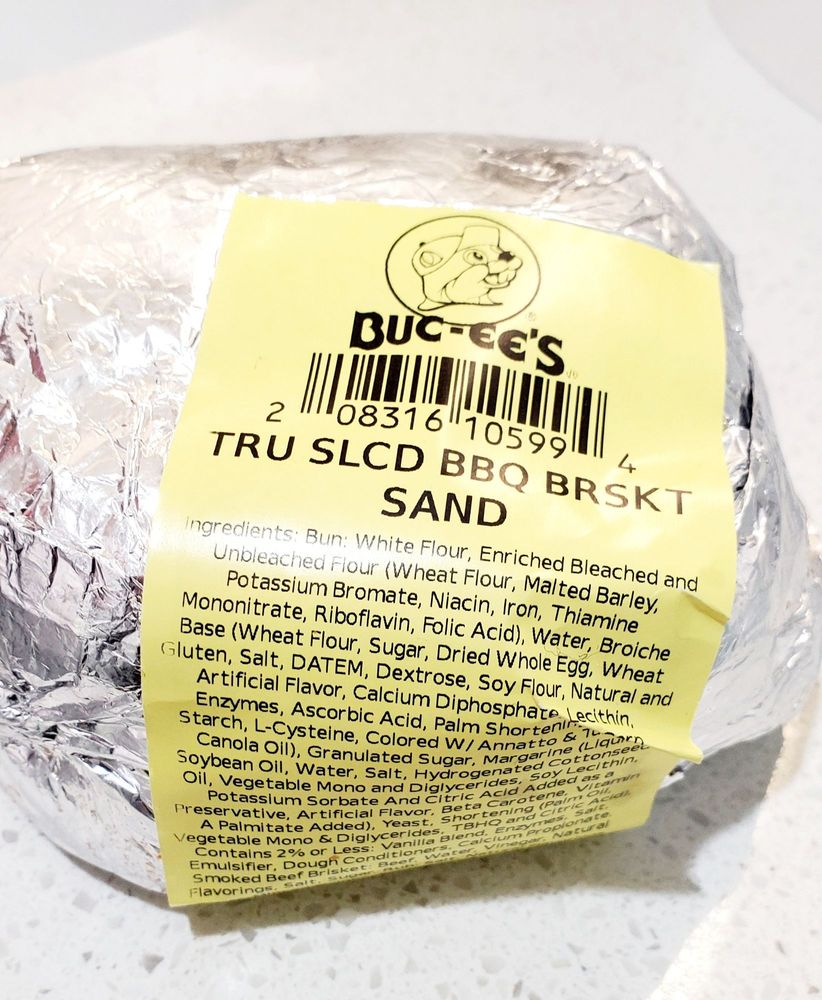 BUC-EE'S
2 08316 10599 4
TRU SLCD BBQ BRSKT
SAND
Ingredients: Bun: White Flour, Enriched Bleached and
Unbleached Flour (Wheat Flour, Malted Barley,
Potassium Bromate, Niacin, Iron, Thiamine
Mononitrate, Riboflavin, Folic Acid), Water, Broiche
Base (Wheat Flour, Sugar, Dried Whole Egg, Wheat
Gluten, Salt, DATEM, Dextrose, Soy Flour, Natural and
Artificial Flavor, Calcium Diphosphate, Lecithin,
Enzymes, Ascorbic Acid, Palm Shortening,
Starch, L-Cysteine, Colored W/ Annatto &
Canola Oil), Granulated Sugar, Margarine (Liquid
Soybean Oil, Water, Salt, Hydrogenated Cottonseed
Oil, Vegetable Mono and Diglycerides, Soy Lecithin,
Potassium Sorbate And Citric Acid Added as a
Preservative, Artificial Flavor, Beta Carotene, Vitamin
A Palmitate Added), Yeast, Shortening (Palm Oil,
Vegetable Mono & Diglycerides, TBHQ and Citric Acid),
Contains 2% or Less: Vanilla Blend, Enzymes, Salt,
Emulsifier, Dough Conditioners, Calcium Propionate.
Smoked Beef Brisket: Beef, Water, Vinegar, Natural
Flavorings, Salt, Sugar,